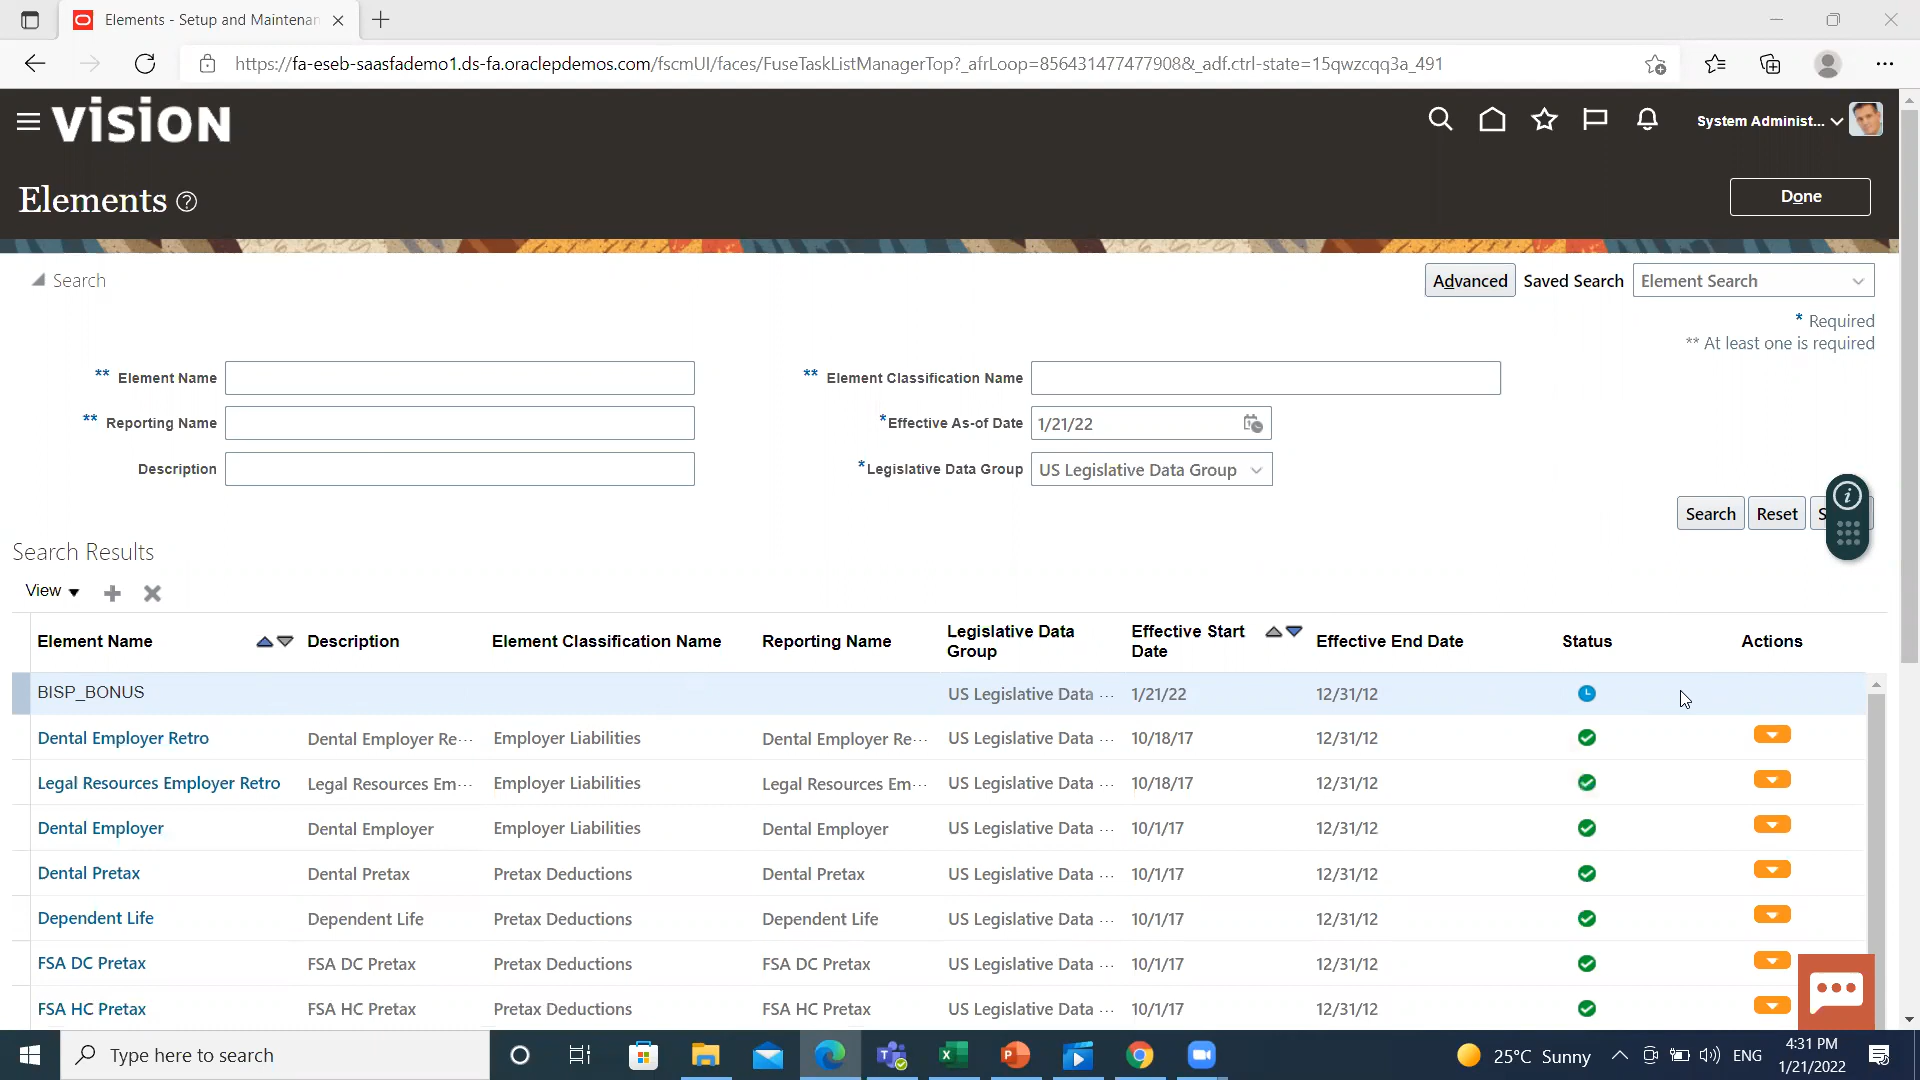 Elements - Setup and Maintenan
https://fa-eseb-saasfademo1.ds-fa.oraclepdemos.com/fscmUI/faces/FuseTaskListManagerTop?_afrLoop=8564314774779088&_adf.ctrl-state=15qwzcqq3a_491
VISION
System Administ...
Elements ?
Done
Search
Advanced Saved Search Element Search
* Required
** At least one is required
** Element Name
** Element Classification Name
** Reporting Name
*Effective As-of Date 1/21/22
Description
*Legislative Data Group US Legislative Data Group
Search Reset
Search Results
View
Element Name Description Element Classification Name Reporting Name Legislative Data Group Effective Start Date Effective End Date Status Actions
BISP_BONUS US Legislative Data ... 1/21/22 12/31/12
Dental Employer Retro Dental Employer Re... Employer Liabilities Dental Employer Re... US Legislative Data ... 10/18/17 12/31/12
Legal Resources Employer Retro Legal Resources Em... Employer Liabilities Legal Resources Em... US Legislative Data ... 10/18/17 12/31/12
Dental Employer Dental Employer Employer Liabilities Dental Employer US Legislative Data ... 10/1/17 12/31/12
Dental Pretax Dental Pretax Pretax Deductions Dental Pretax US Legislative Data ... 10/1/17 12/31/12
Dependent Life Dependent Life Pretax Deductions Dependent Life US Legislative Data ... 10/1/17 12/31/12
FSA DC Pretax FSA DC Pretax Pretax Deductions FSA DC Pretax US Legislative Data ... 10/1/17 12/31/12
FSA HC Pretax FSA HC Pretax Pretax Deductions FSA HC Pretax US Legislative Data ... 10/1/17 12/31/12
Type here to search
25°C Sunny
ENG
4:31 PM
1/21/2022